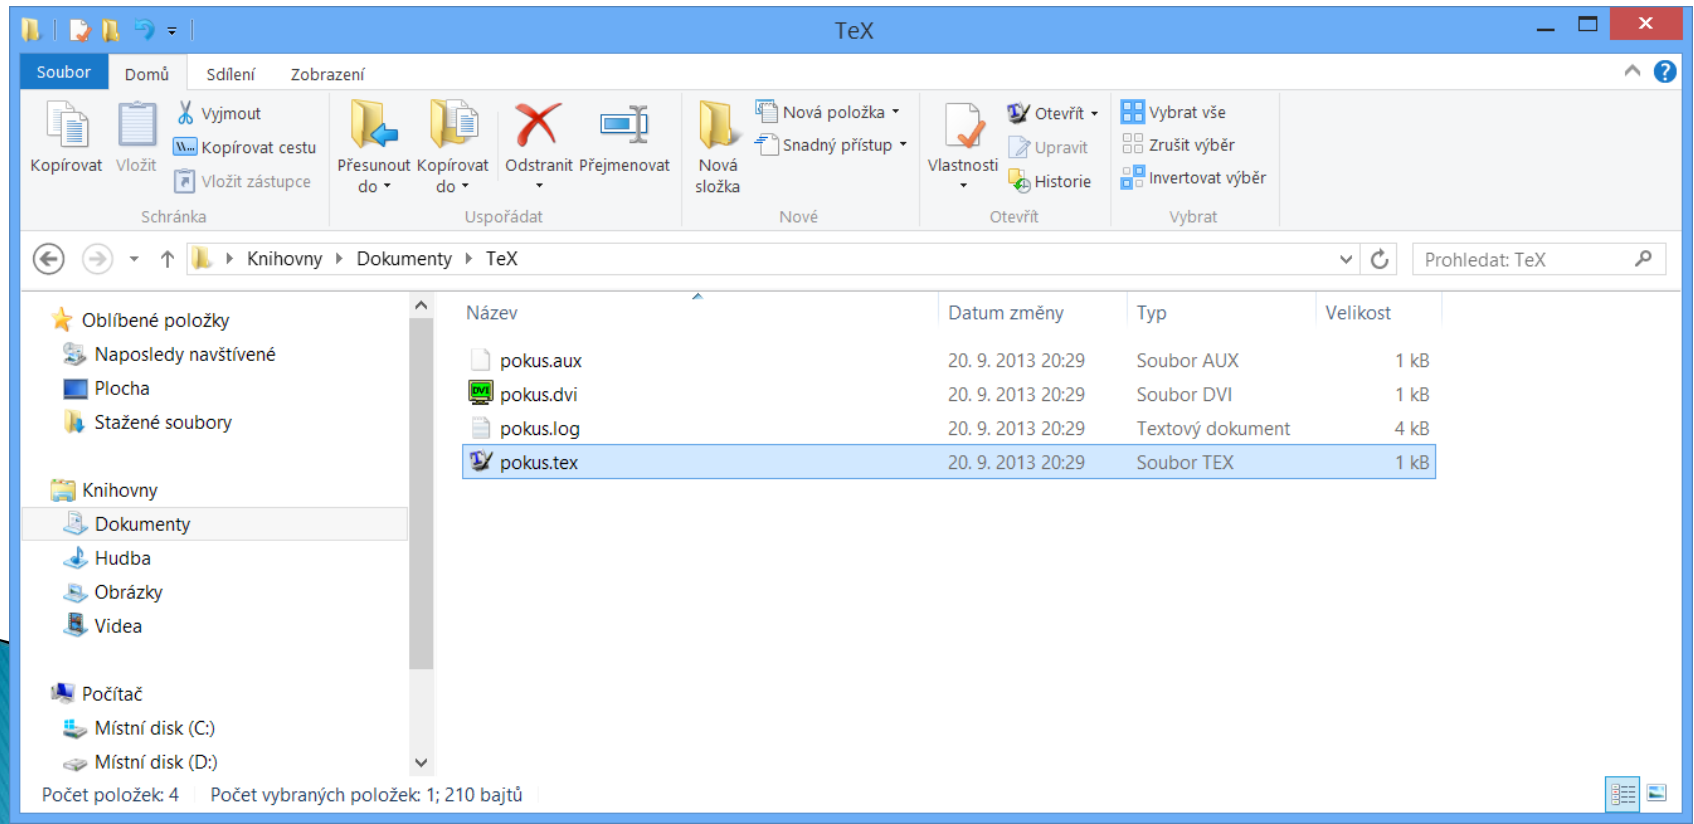 TeX
Soubor Domů Sdílení Zobrazení
Kopírovat Vložit Vyjmout Kopírovat cestu Vložit zástupce
Schránka
Přesunout do Kopírovat do Odstranit Přejmenovat
Uspořádat
Nová složka Nová položka Snadný přístup
Nové
Vlastnosti Otevřít Upravit Historie
Otevřít
Vybrat vše Zrušit výběr Invertovat výběr
Vybrat
Knihovny Dokumenty TeX Prohledat: TeX
Oblíbené položky
Naposledy navštívené
Plocha
Stažené soubory
Knihovny
Dokumenty
Hudba
Obrázky
Videa
Počítač
Místní disk (C:)
Místní disk (D:)
Název Datum změny Typ Velikost
pokus.aux 20. 9. 2013 20:29 Soubor AUX 1 kB
DVI pokus.dvi 20. 9. 2013 20:29 Soubor DVI 1 kB
pokus.log 20. 9. 2013 20:29 Textový dokument 4 kB
pokus.tex 20. 9. 2013 20:29 Soubor TEX 1 kB
Počet položek: 4 Počet vybraných položek: 1; 210 bajtů